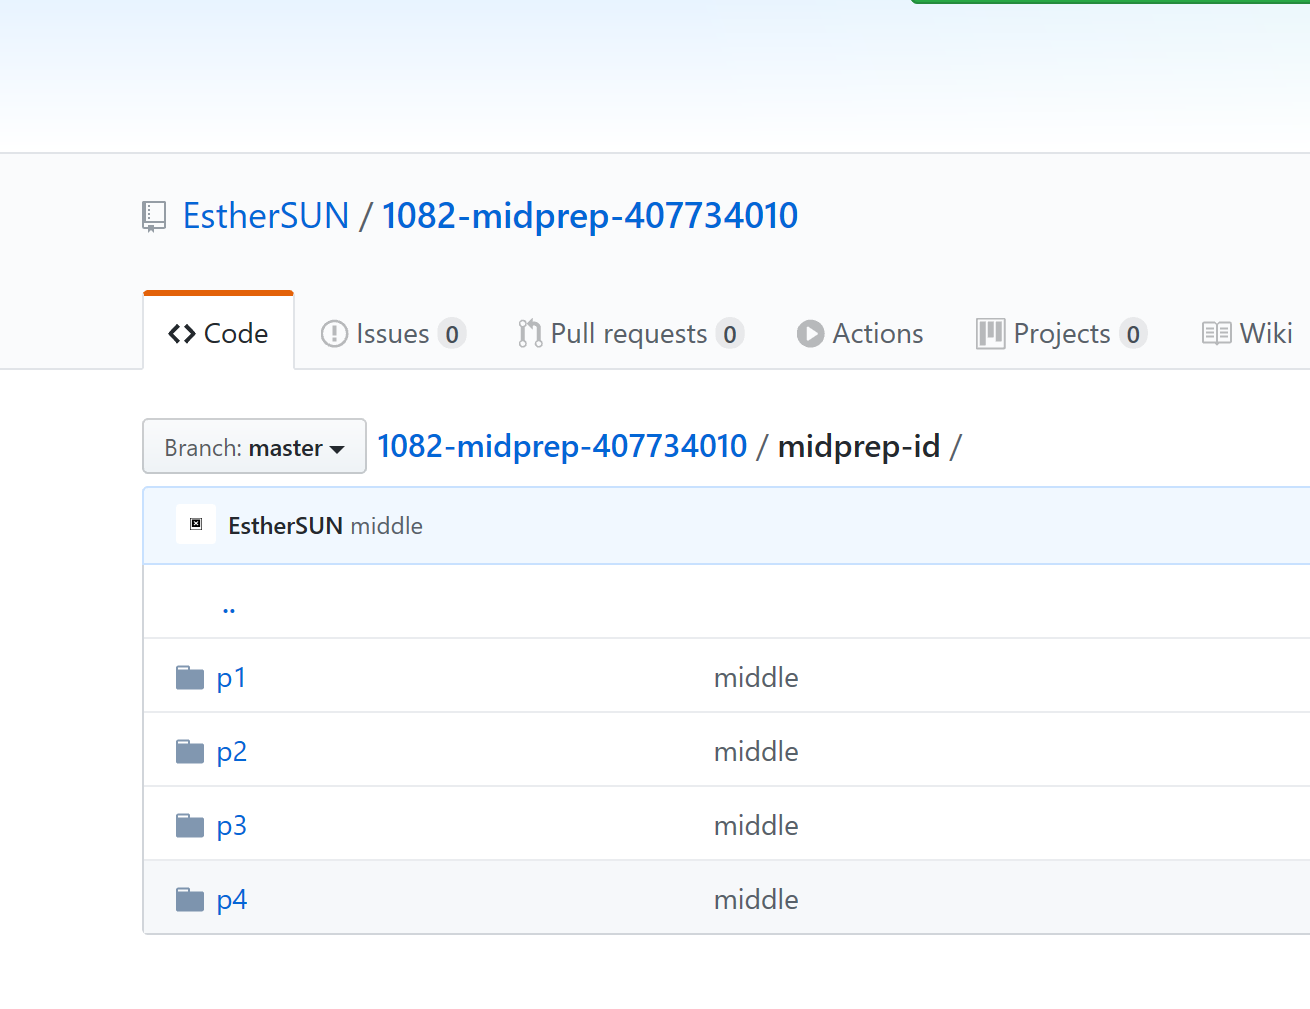 EstherSUN / 1082-midprep-407734010
Code Issues 0 Pull requests 0 Actions Projects 0 Wiki
Branch: master 1082-midprep-407734010 / midprep-id /
EstherSUN middle
..
p1 middle
p2 middle
p3 middle
p4 middle